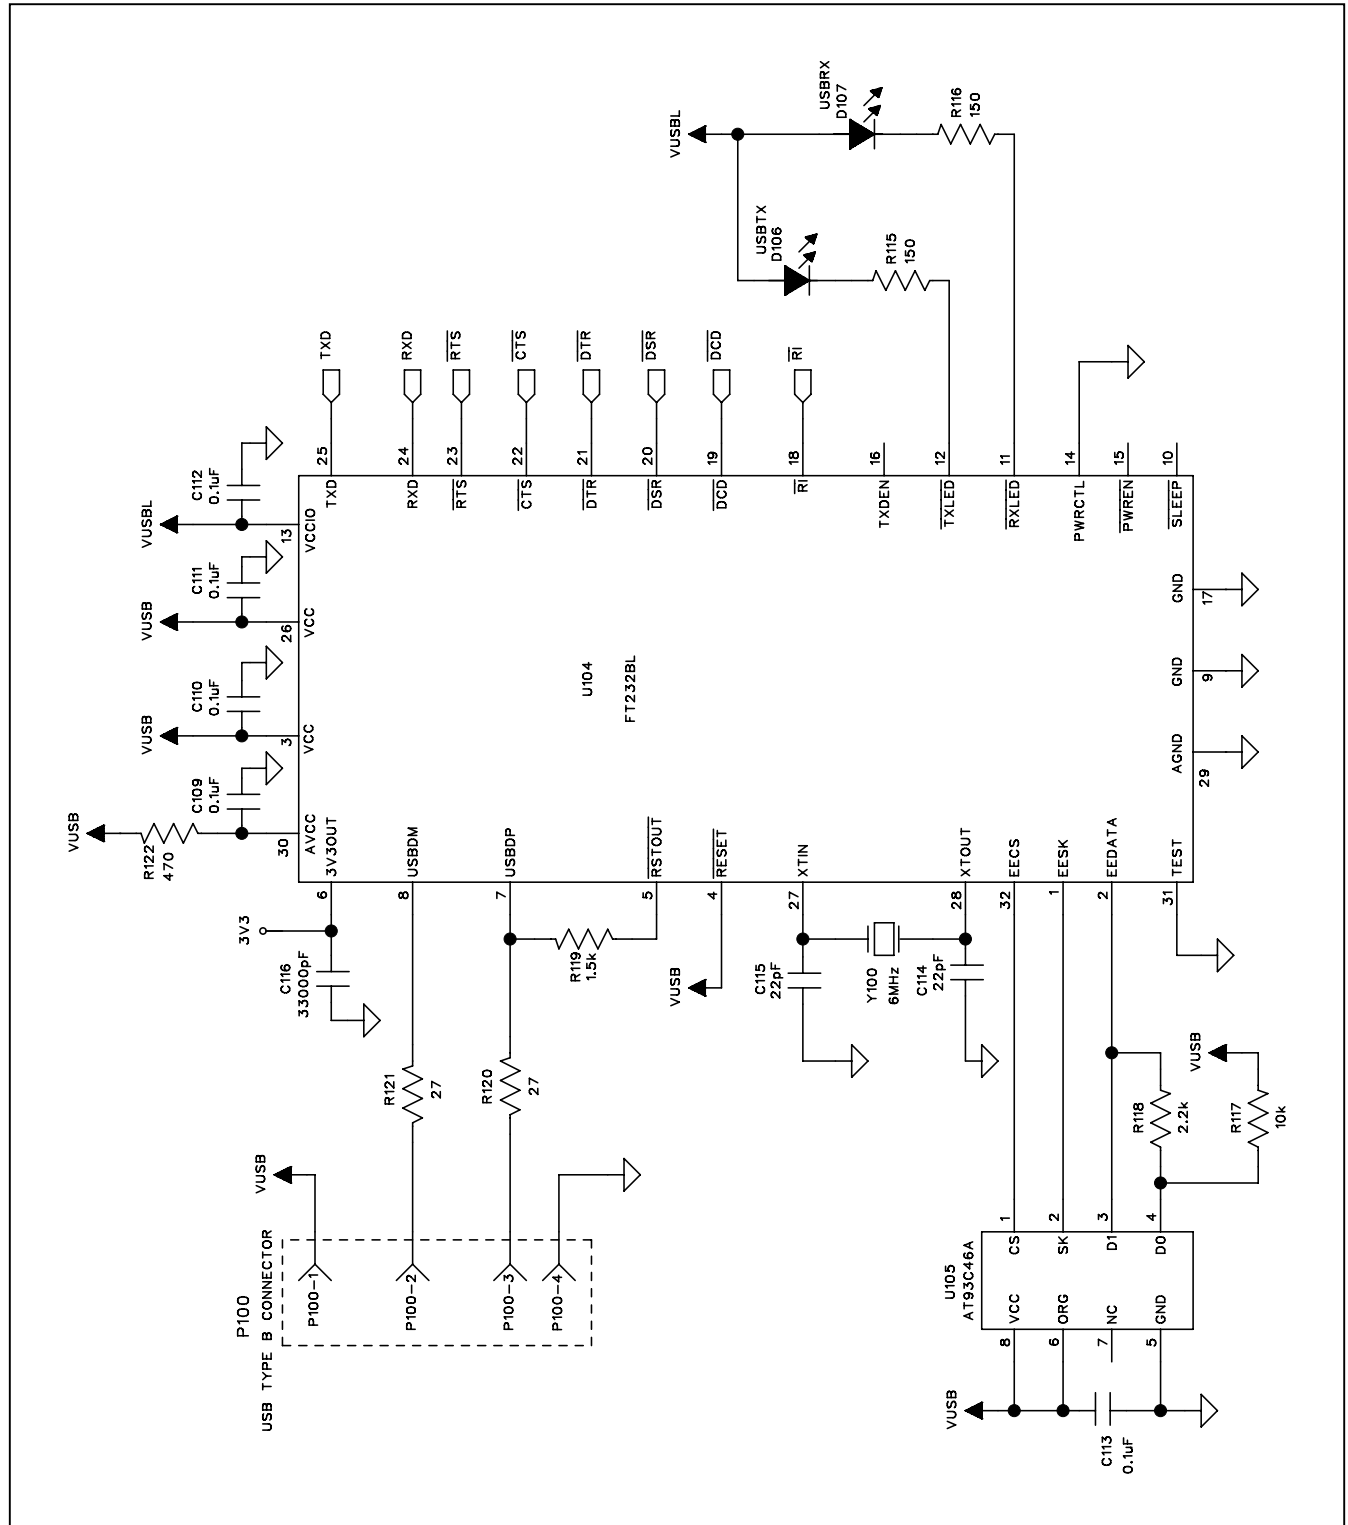 USBRX
D107
R116
150
VUSBL
USBTX
D106
R115
150
TXD
RXD
RTS
CTS
DTR
DSR
DCD
RI
25
24
23
22
21
20
19
18
16
12
11
14
15
10
TXD
RXD
RTS
CTS
DTR
DSR
DCD
RI
TXDEN
TXLED
RXLED
PWRCTL
PWREN
SLEEP
VUSBL
C112
0.1uF
13
VCCIO
VUSB
C111
0.1uF
26
VCC
VUSB
C110
0.1uF
3
VCC
VUSB
R122
470
C109
0.1uF
30
AVCC
U104
FT232BL
GND
17
GND
9
AGND
29
3V3OUT
USBDM
USBDP
RSTOUT
RESET
XTIN
XTOUT
EECS
EESK
EEDATA
TEST
6
8
7
5
4
27
28
32
1
2
31
3V3
C116
33000pF
R119
1.5k
VUSB
C115
22pF
Y100
6MHz
C114
22pF
R121
27
R120
27
R118
2.2k
VUSB
R117
10k
VUSB
P100
USB TYPE B CONNECTOR
P100-1
P100-2
P100-3
P100-4
U105
AT93C46A
1
2
3
4
CS
SK
D1
D0
VCC
ORG
NC
GND
8
6
7
5
VUSB
C113
0.1uF